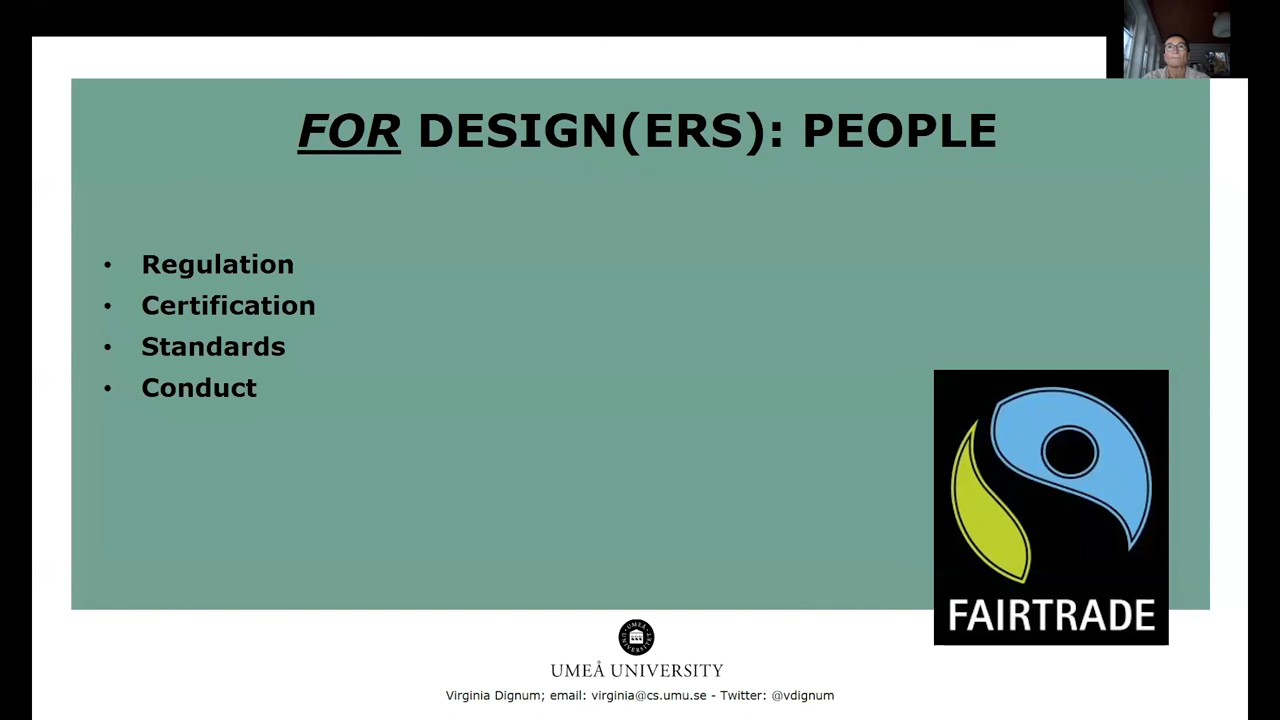 FOR DESIGN(ERS): PEOPLE
• Regulation
• Certification
• Standards
• Conduct
FAIRTRADE
UMEÅ UNIVERSITY
Virginia Dignum; email: virginia@cs.umu.se - Twitter: @vdignum